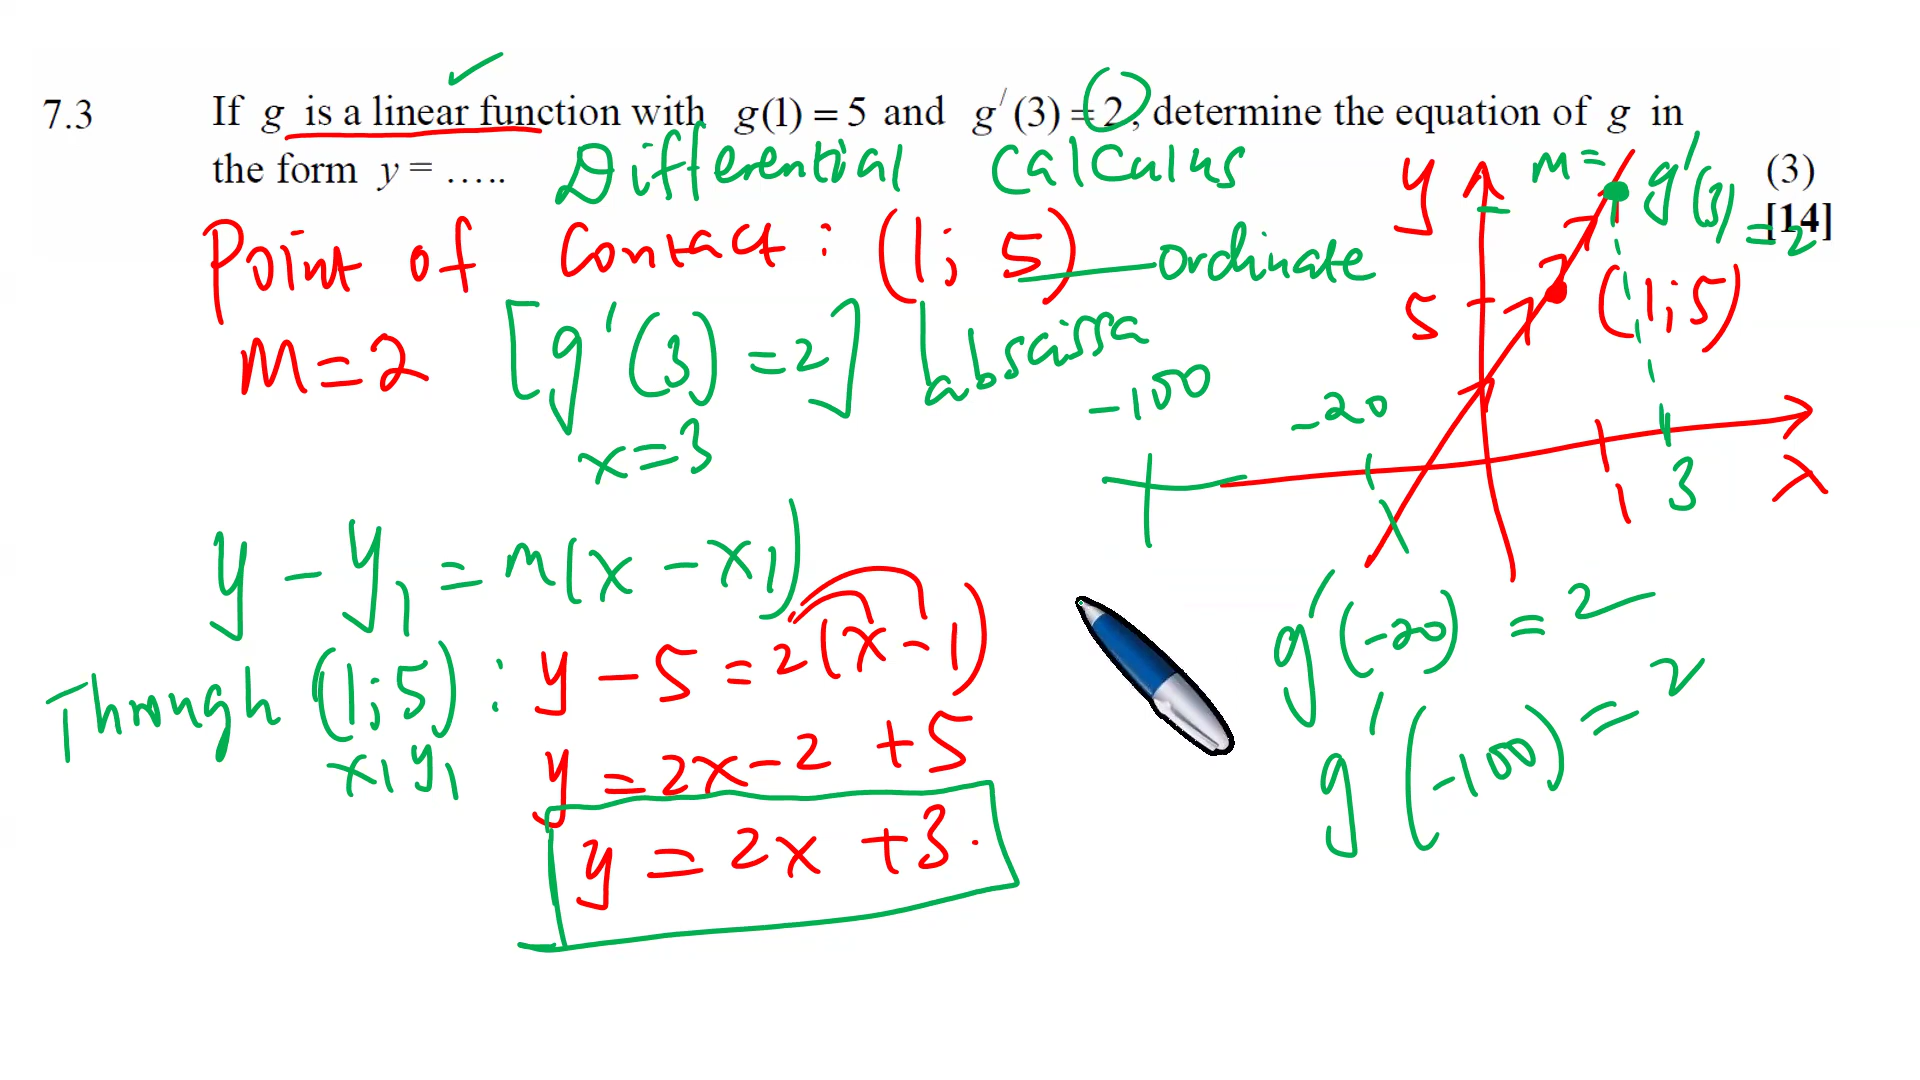 7.3 If g is a linear function with g(1) = 5 and g′(3) = 2, determine the equation of g in
the form y = ..... (3)
[14]
Differential Calculus
Point of Contact : (1; 5) ordinate
abscissa
m = 2 [g'(3) = 2]
x = 3
y - y1 = m(x - x1)
Through (1;5) : y - 5 = 2(x - 1)
x1 y1
y = 2x - 2 + 5
y = 2x + 3.
y
m = g'(3) = 2
5 (1;5)
-100 -20
1 3 x
g'(-20) = 2
g'(-100) = 2